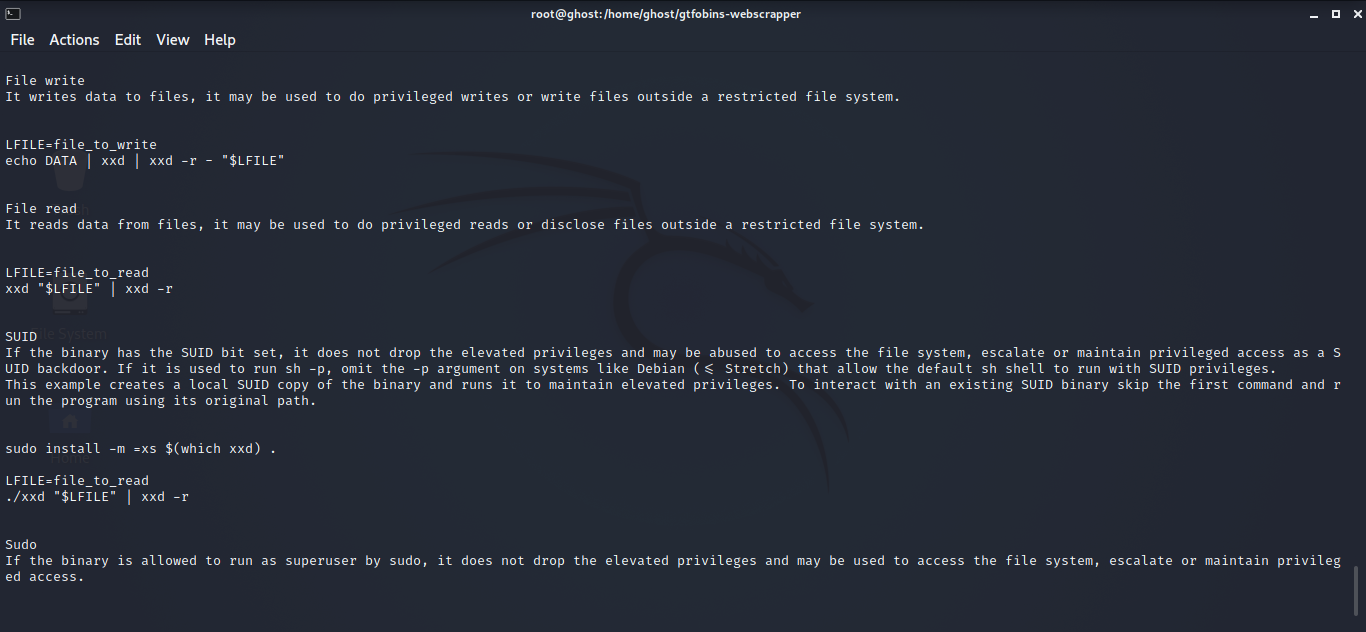 root@ghost:/home/ghost/gtfobins-webscrapper
File Actions Edit View Help
File write
It writes data to files, it may be used to do privileged writes or write files outside a restricted file system.
LFILE=file_to_write
echo DATA | xxd | xxd -r - "$LFILE"
File read
It reads data from files, it may be used to do privileged reads or disclose files outside a restricted file system.
LFILE=file_to_read
xxd "$LFILE" | xxd -r
SUID
If the binary has the SUID bit set, it does not drop the elevated privileges and may be abused to access the file system, escalate or maintain privileged access as a S
UID backdoor. If it is used to run sh -p, omit the -p argument on systems like Debian (⩽ Stretch) that allow the default sh shell to run with SUID privileges.
This example creates a local SUID copy of the binary and runs it to maintain elevated privileges. To interact with an existing SUID binary skip the first command and r
un the program using its original path.
sudo install -m =xs $(which xxd) .
LFILE=file_to_read
./xxd "$LFILE" | xxd -r
Sudo
If the binary is allowed to run as superuser by sudo, it does not drop the elevated privileges and may be used to access the file system, escalate or maintain privileg
ed access.